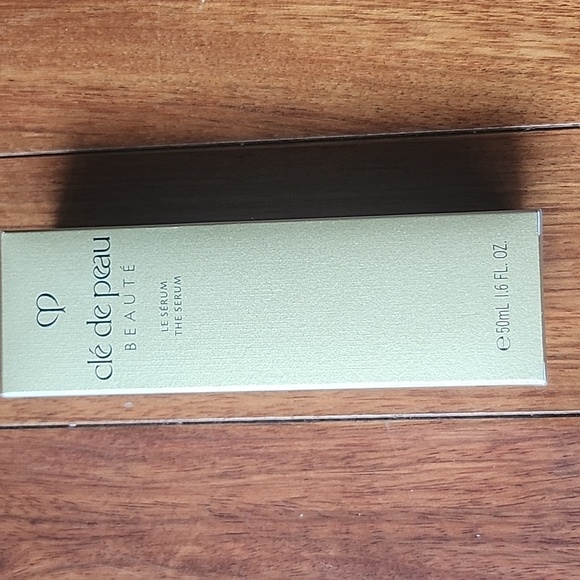 clé de peau
BEAUTÉ
LE SÉRUM
THE SERUM
℮50mL 1.6 FL. OZ.